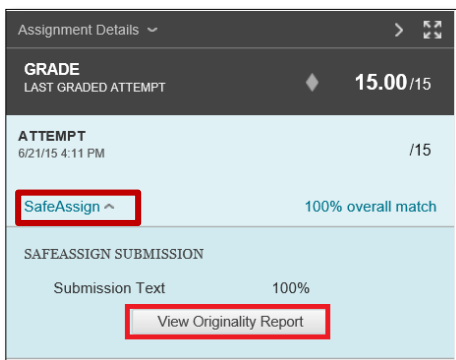 Assignment Details
GRADE
LAST GRADED ATTEMPT
15.00/15
ATTEMPT
6/21/15 4:11 PM
/15
SafeAssign
100% overall match
SAFEASSIGN SUBMISSION
Submission Text 100%
View Originality Report